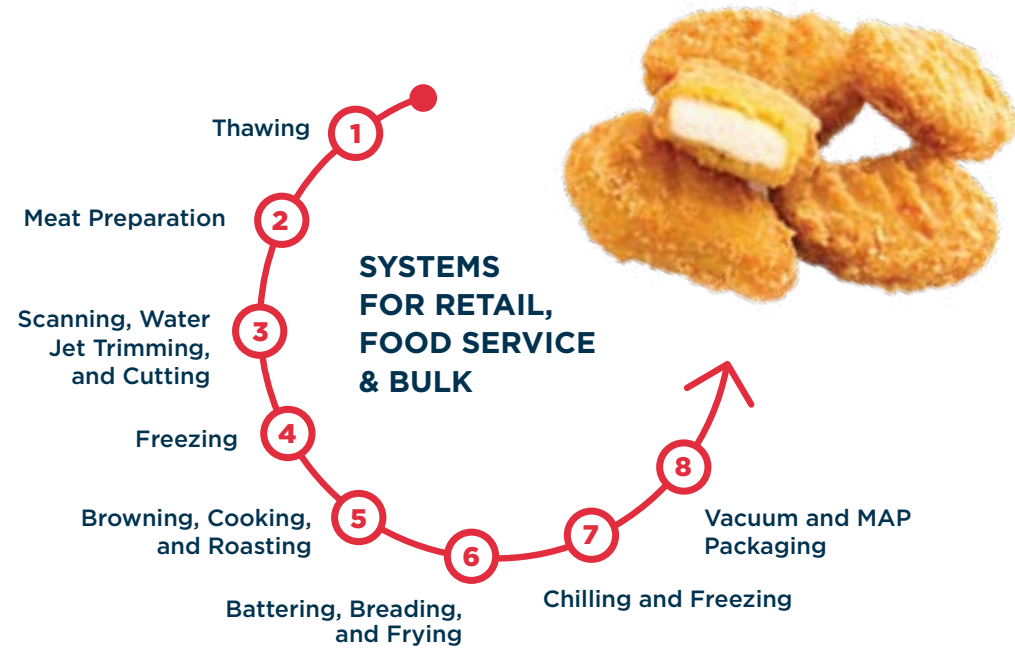 1
Thawing
2
Meat Preparation
3
Scanning, Water
Jet Trimming,
and Cutting
4
Freezing
5
Browning, Cooking,
and Roasting
6
Battering, Breading,
and Frying
7
Chilling and Freezing
8
Vacuum and MAP
Packaging
SYSTEMS
FOR RETAIL,
FOOD SERVICE
& BULK